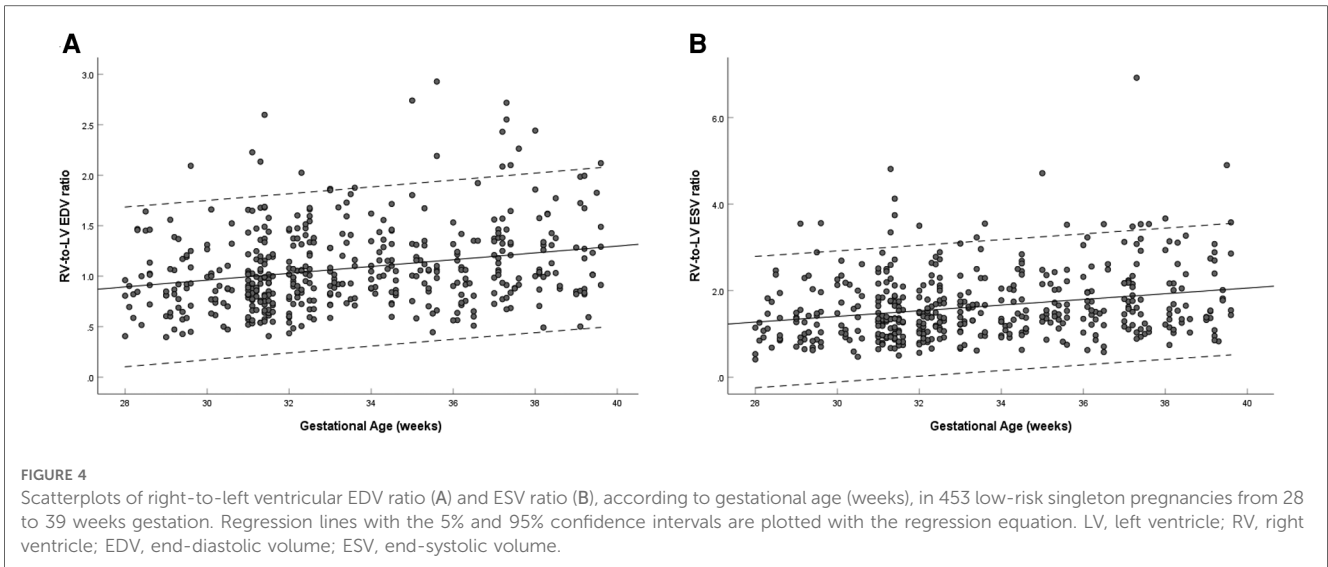 A
B
3.0
2.5
2.0
1.5
1.0
.5
.0
RV-to-LV EDV ratio
28 30 32 34 36 38 40
Gestational Age (weeks)
6.0
4.0
2.0
.0
RV-to-LV ESV ratio
28 30 32 34 36 38 40
Gestational Age (weeks)
FIGURE 4
Scatterplots of right-to-left ventricular EDV ratio (A) and ESV ratio (B), according to gestational age (weeks), in 453 low-risk singleton pregnancies from 28
to 39 weeks gestation. Regression lines with the 5% and 95% confidence intervals are plotted with the regression equation. LV, left ventricle; RV, right
ventricle; EDV, end-diastolic volume; ESV, end-systolic volume.